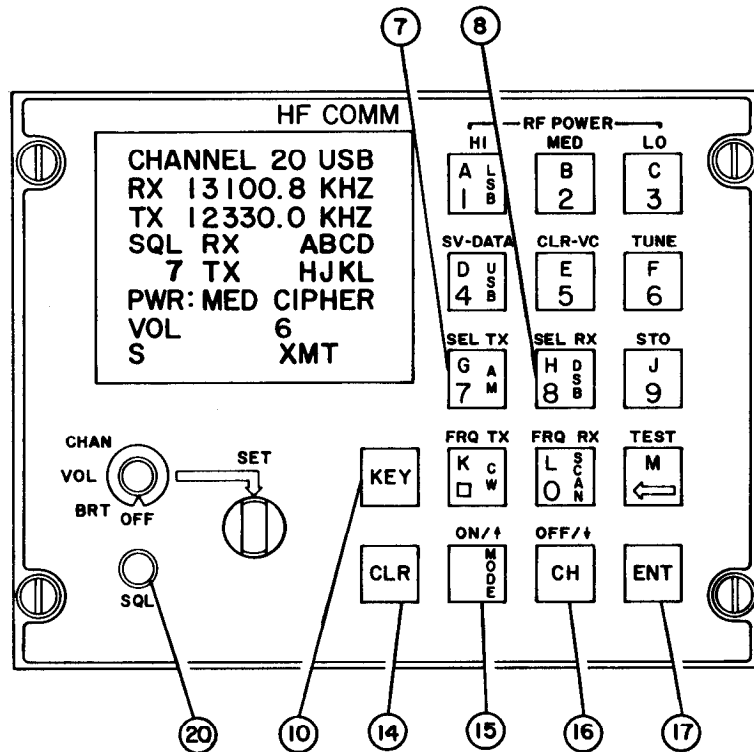 7
8
HF COMM
RF POWER
HI MED LO
CHANNEL 20 USB
RX 13100.8 KHZ
TX 12330.0 KHZ
SQL RX ABCD
7 TX HJKL
PWR: MED CIPHER
VOL 6
S XMT
A 1 LSB
B 2
C 3
SV-DATA CLR-VC TUNE
D 4 USB
E 5
F 6
SEL TX SEL RX STO
G 7 AM
H 8 DSB
J 9
FRQ TX FRQ RX TEST
KEY
K □ CW
L 0 SCAN
M ⇦
CHAN
VOL
BRT
OFF
SET
SQL
ON/↑ OFF/↓
CLR
MODE
CH
ENT
20
10
14
15
16
17